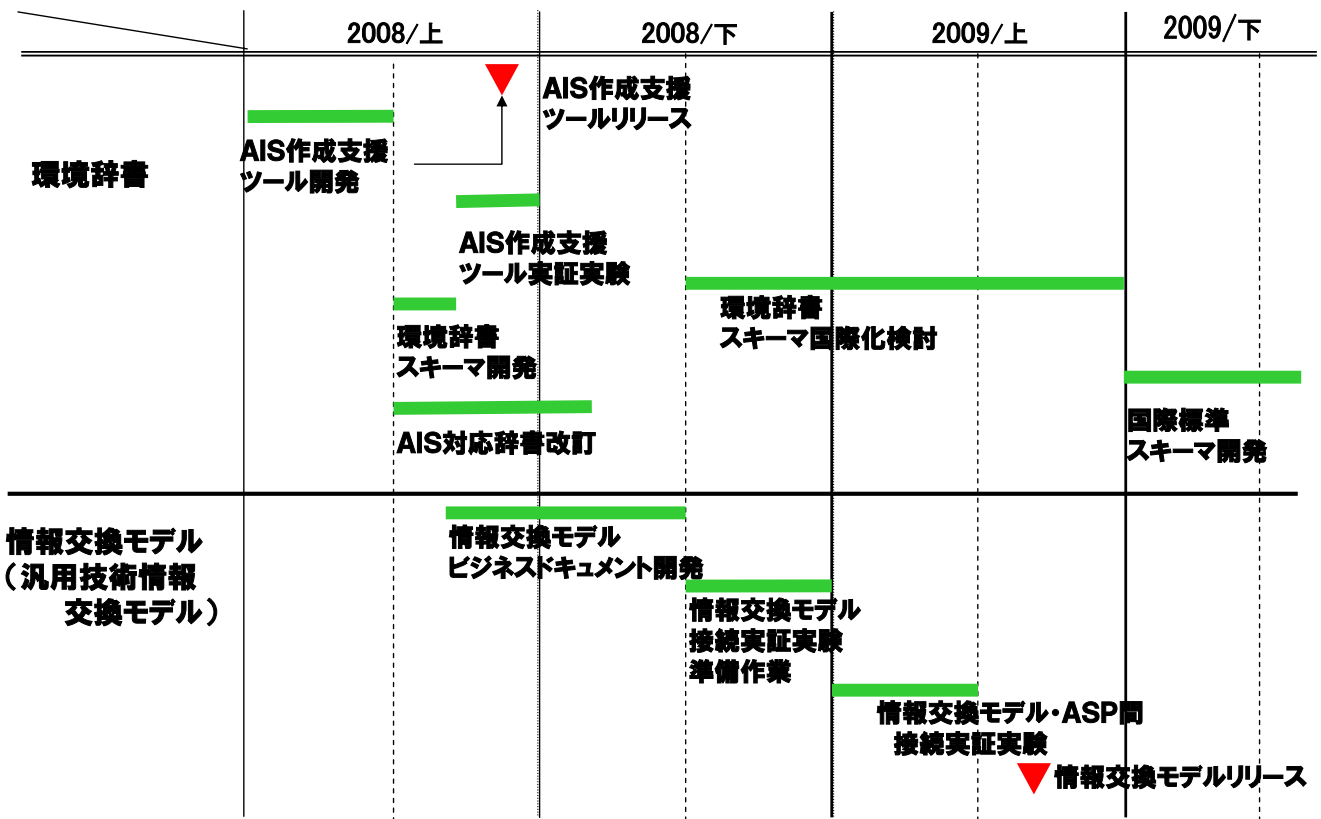 2008/上
2008/下
2009/上
2009/下
環境辞書
AIS作成支援
ツールリリース
AIS作成支援
ツール開発
AIS作成支援
ツール実証実験
環境辞書
スキーマ国際化検討
環境辞書
スキーマ開発
国際標準
スキーマ開発
AIS対応辞書改訂
情報交換モデル
（汎用技術情報
交換モデル）
情報交換モデル
ビジネスドキュメント開発
情報交換モデル
接続実証実験
準備作業
情報交換モデル・ASP間
接続実証実験
情報交換モデルリリース